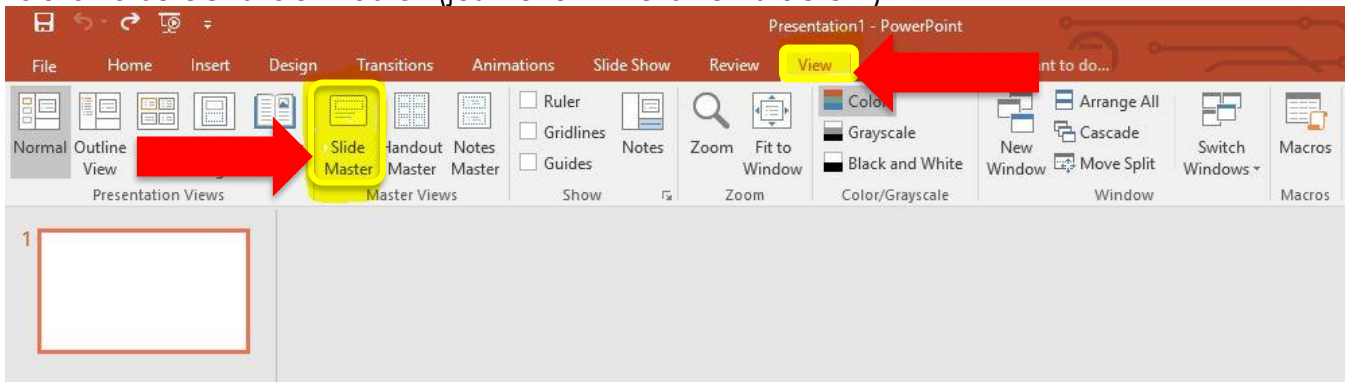 Presentation1 - PowerPoint
File Home Insert Design Transitions Animations Slide Show Review View nt to do...
Normal Outline View
Slide Master
Handout Master
Notes Master
Ruler
Gridlines
Guides
Notes
Zoom
Fit to Window
Grayscale
Black and White
New Window
Arrange All
Cascade
Move Split
Switch Windows
Macros
Presentation Views Master Views Show Zoom Color/Grayscale Window Macros
1